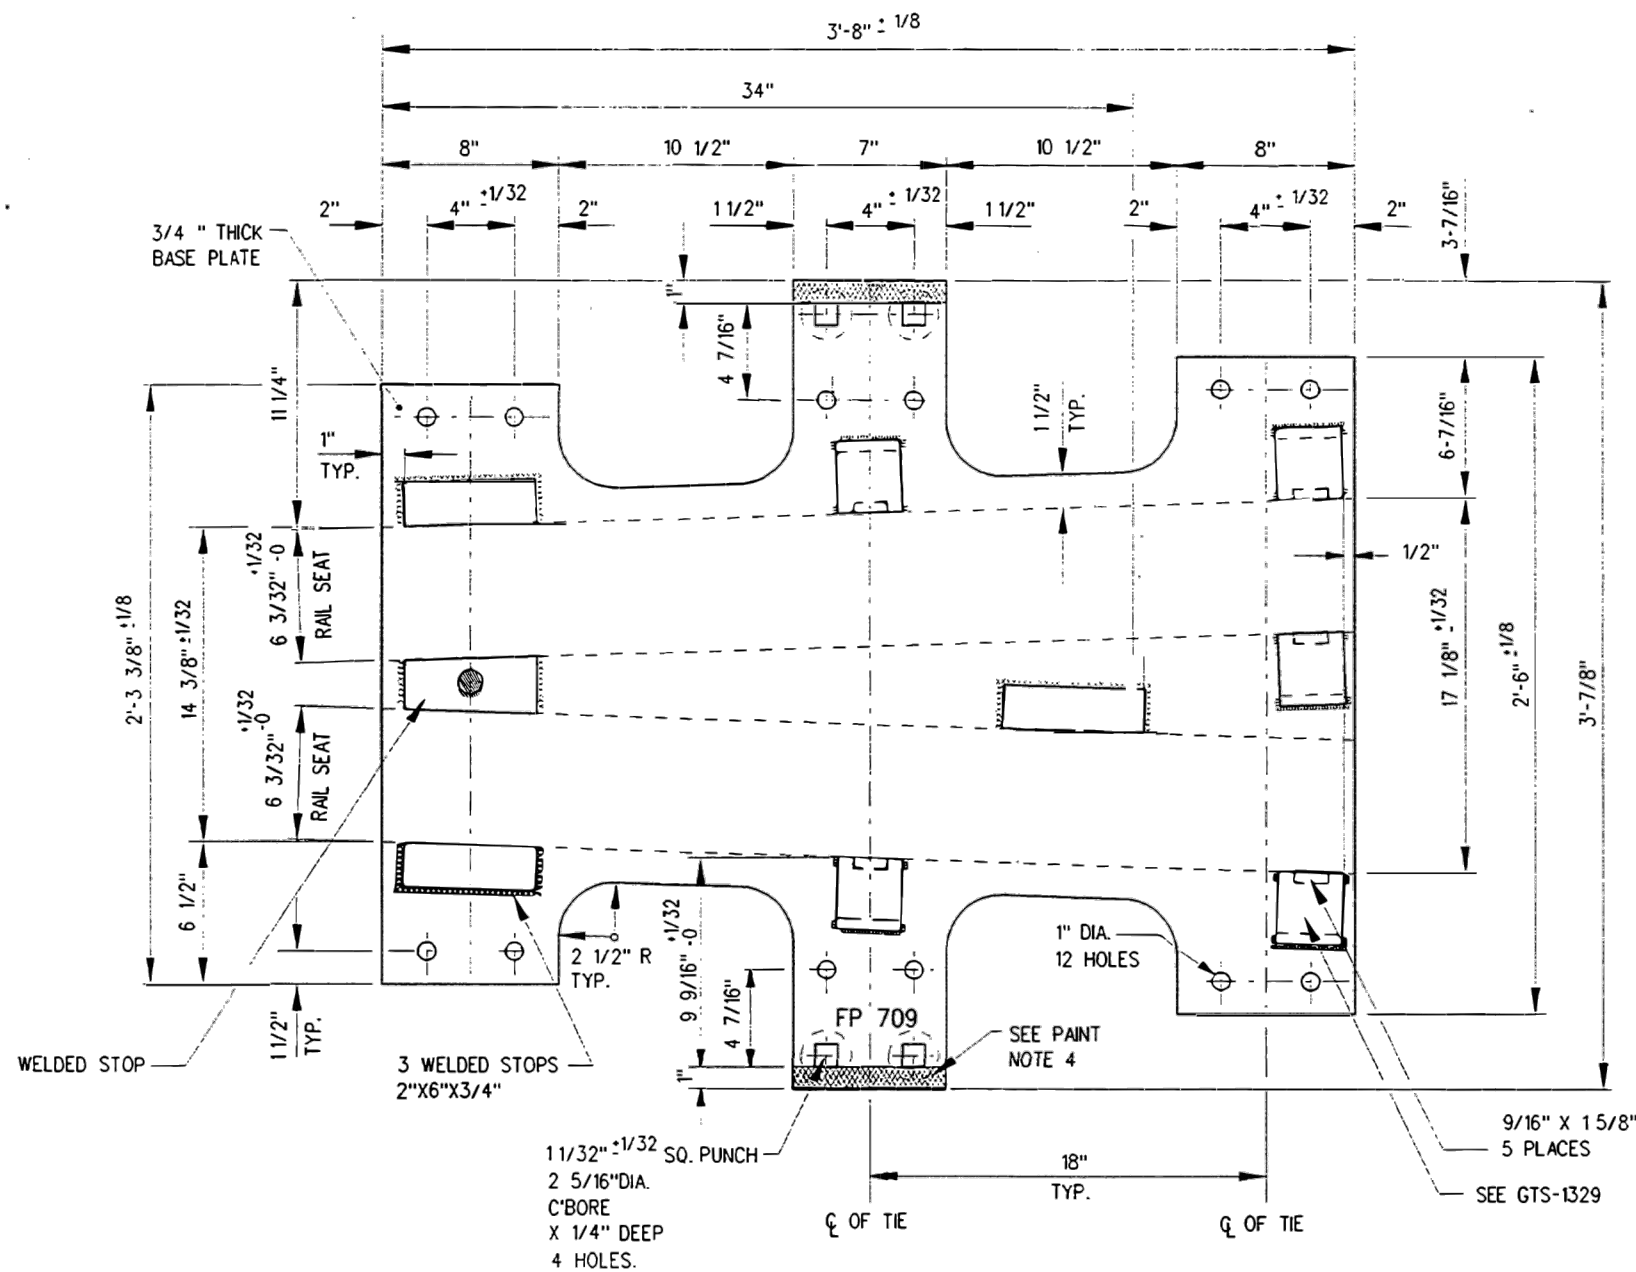 3'-8" ± 1/8
34"
8"
10 1/2"
7"
10 1/2"
8"
2"
4" ±1/32
2"
1 1/2"
4" ± 1/32
1 1/2"
2"
4" ± 1/32
2"
3-7/16"
3/4 " THICK
BASE PLATE
1"
4 7/16"
11 1/4"
1"
TYP.
1 1/2"
TYP.
6-7/16"
1/2"
2'-3 3/8" ±1/8
14 3/8" ±1/32
6 3/32" +1/32 -0
RAIL SEAT
6 3/32" +1/32 -0
RAIL SEAT
6 1/2"
1 1/2"
TYP.
17 1/8" ±1/32
2'-6" ±1/8
3'-7/8"
2 1/2" R
TYP.
9 9/16" +1/32 -0
4 7/16"
1"
1" DIA.
12 HOLES
FP 709
SEE PAINT
NOTE 4
WELDED STOP
3 WELDED STOPS
2"X6"X3/4"
1 1/32" ±1/32 SQ. PUNCH
2 5/16"DIA.
C'BORE
X 1/4" DEEP
4 HOLES.
18"
TYP.
℄ OF TIE
℄ OF TIE
9/16" X 1 5/8"
5 PLACES
SEE GTS-1329